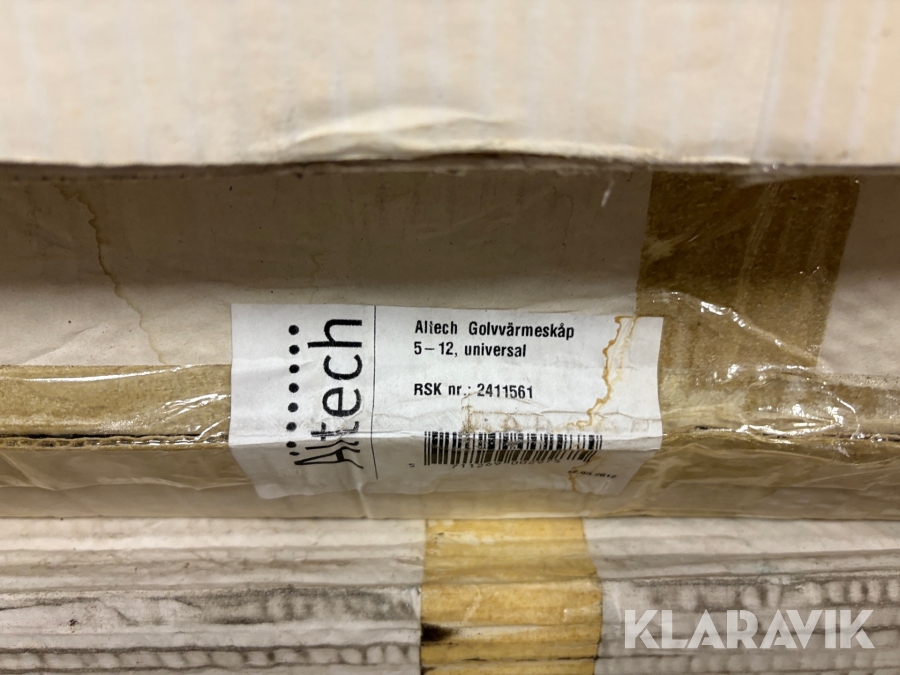 Altech
Altech Golvvärmeskåp
5–12, universal
RSK nr.: 2411561
KLARAVIK